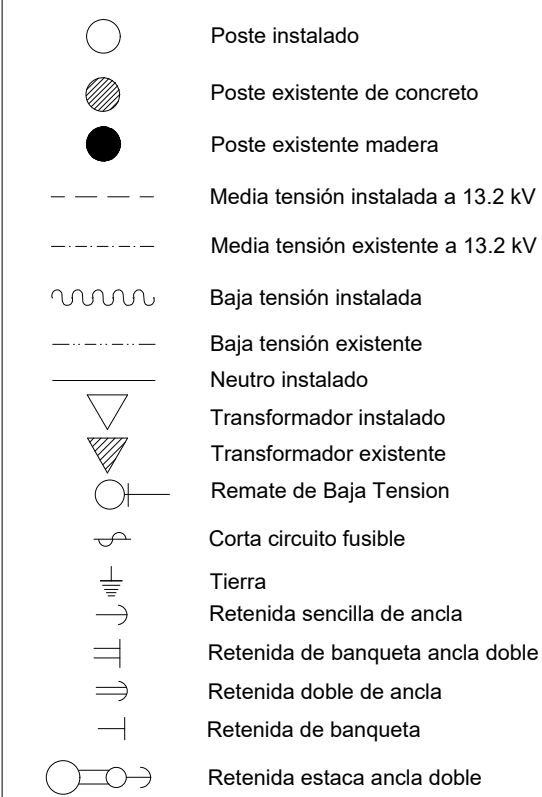 Poste instalado
Poste existente de concreto
Poste existente madera
Media tensión instalada a 13.2 kV
Media tensión existente a 13.2 kV
Baja tensión instalada
Baja tensión existente
Neutro instalado
Transformador instalado
Transformador existente
Remate de Baja Tension
Corta circuito fusible
Tierra
Retenida sencilla de ancla
Retenida de banqueta ancla doble
Retenida doble de ancla
Retenida de banqueta
Retenida estaca ancla doble